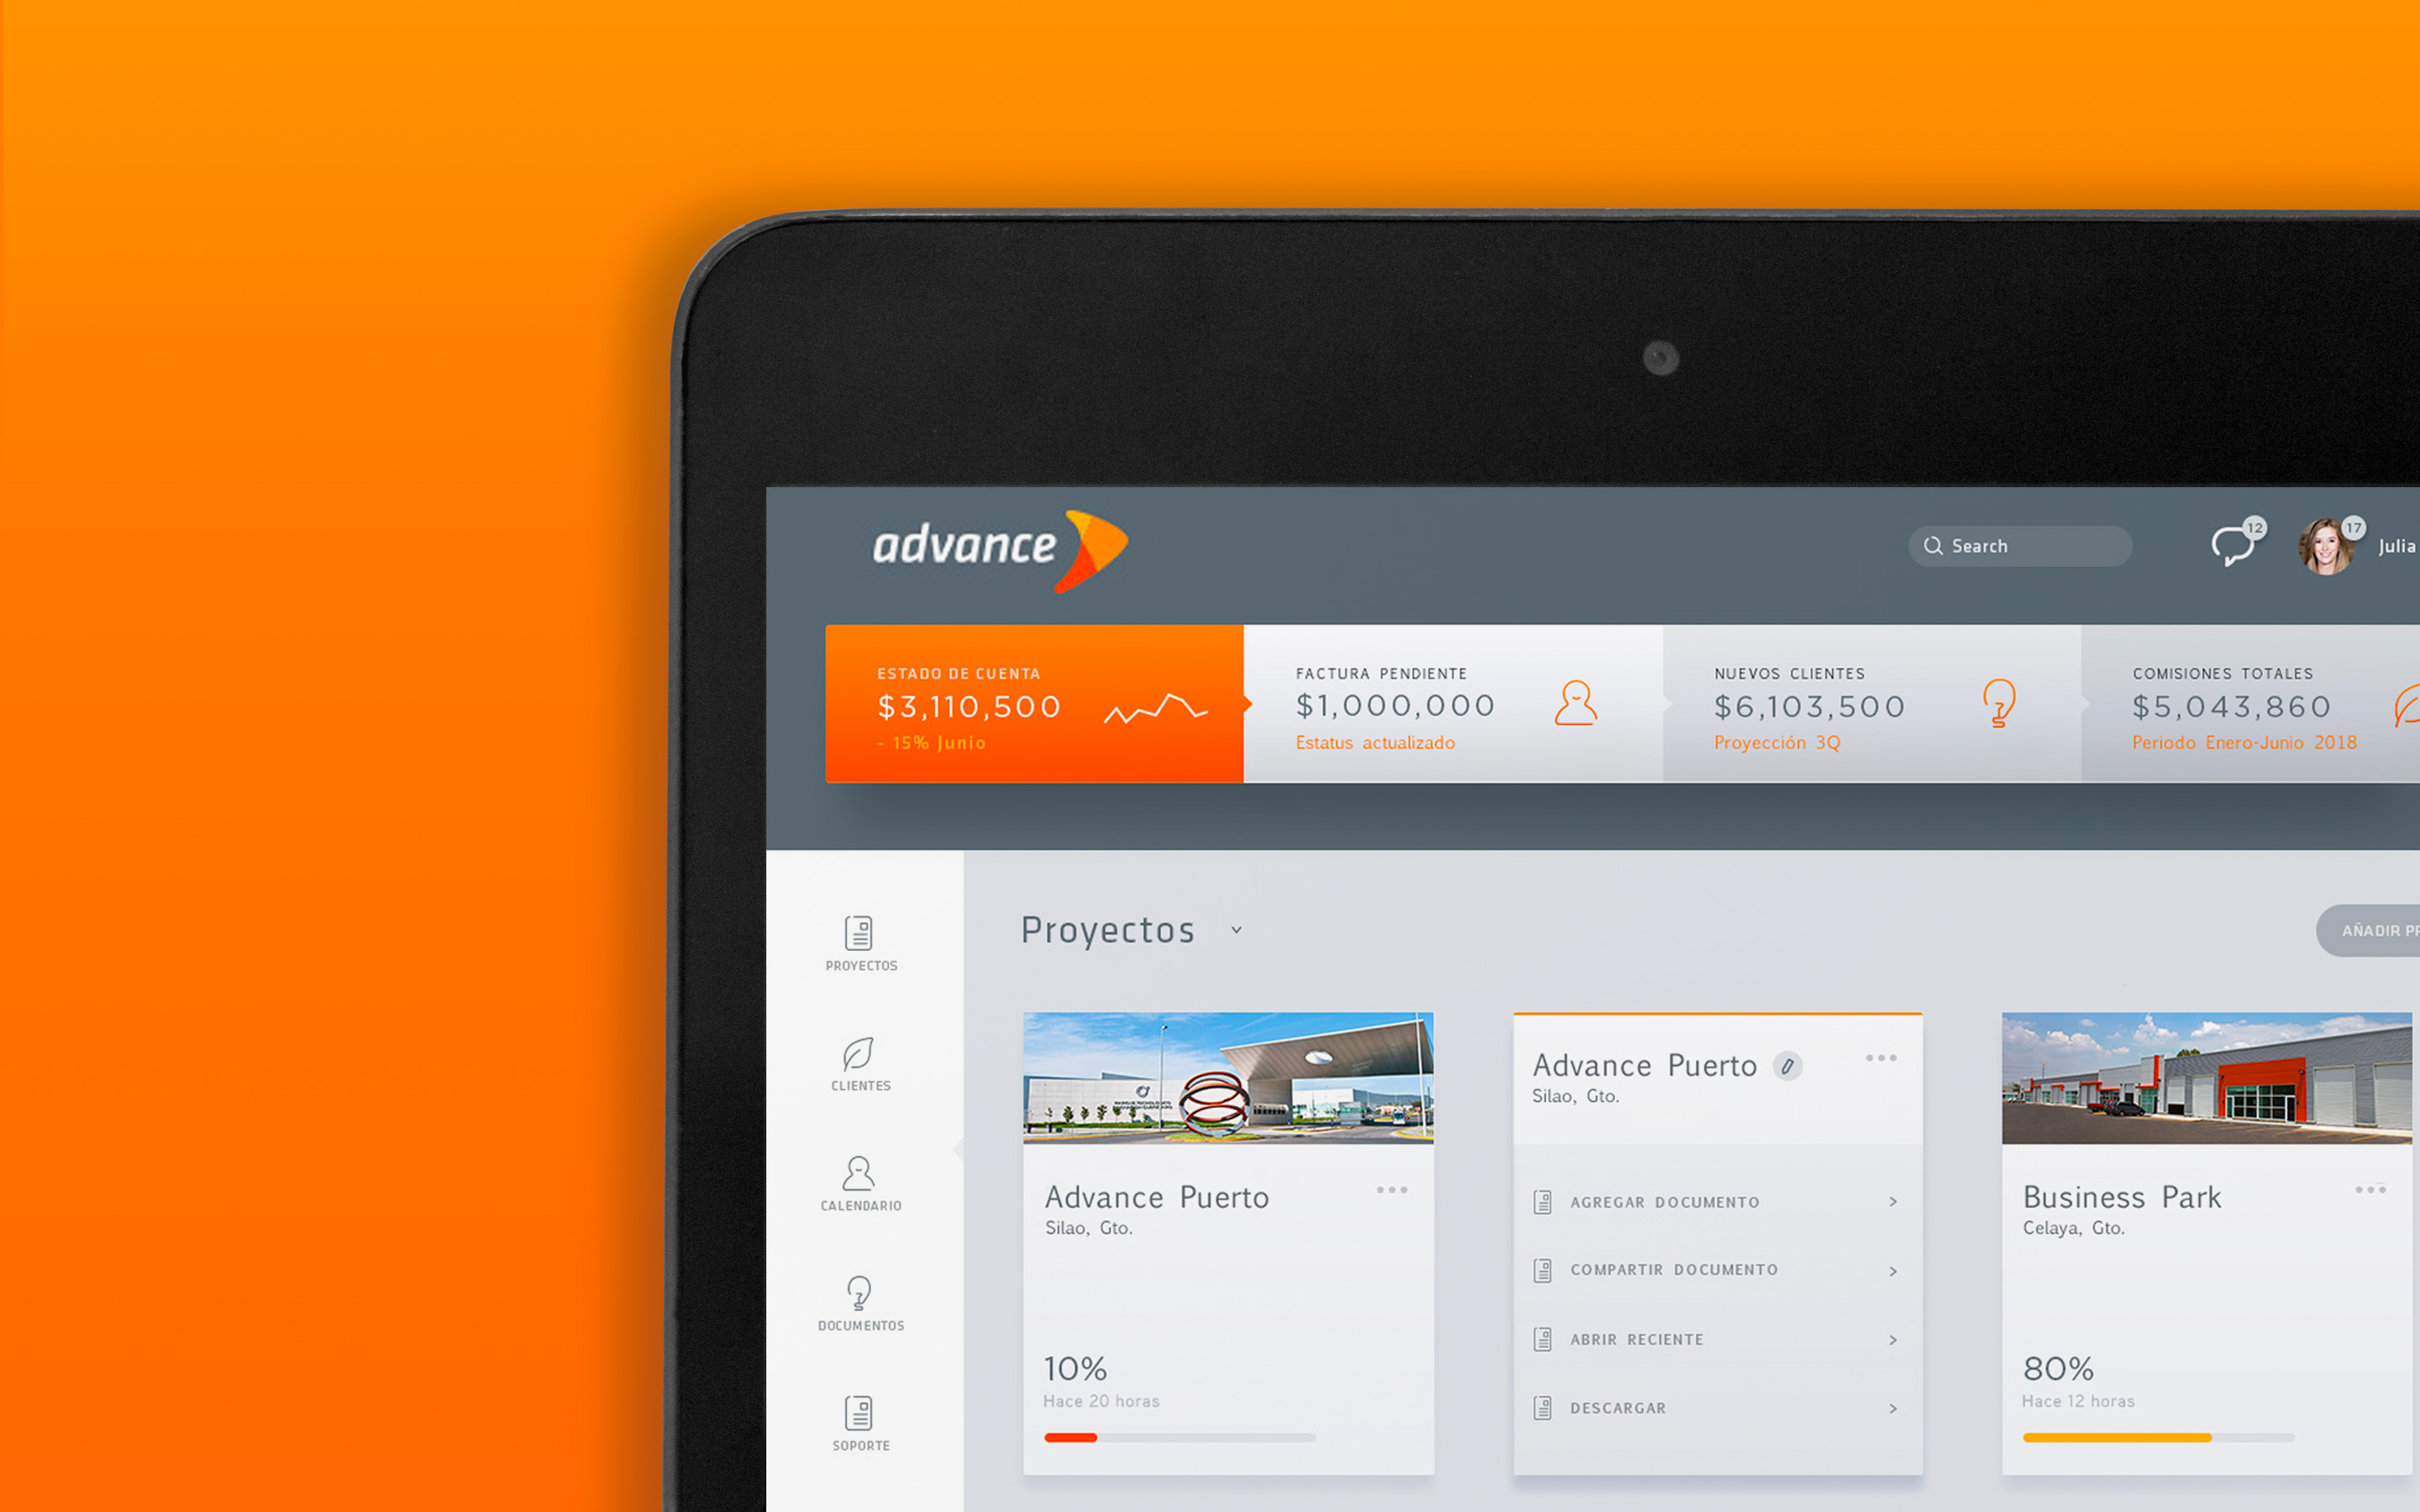 advance
Search
12
17
Julia
ESTADO DE CUENTA
$3,110,500
- 15% Junio
FACTURA PENDIENTE
$1,000,000
Estatus actualizado
NUEVOS CLIENTES
$6,103,500
Proyección 3Q
COMISIONES TOTALES
$5,043,860
Periodo Enero-Junio 2018
PROYECTOS
CLIENTES
CALENDARIO
DOCUMENTOS
SOPORTE
Proyectos
AÑADIR PR
Advance Puerto
Silao, Gto.
10%
Hace 20 horas
Advance Puerto
Silao, Gto.
AGREGAR DOCUMENTO
COMPARTIR DOCUMENTO
ABRIR RECIENTE
DESCARGAR
Business Park
Celaya, Gto.
80%
Hace 12 horas